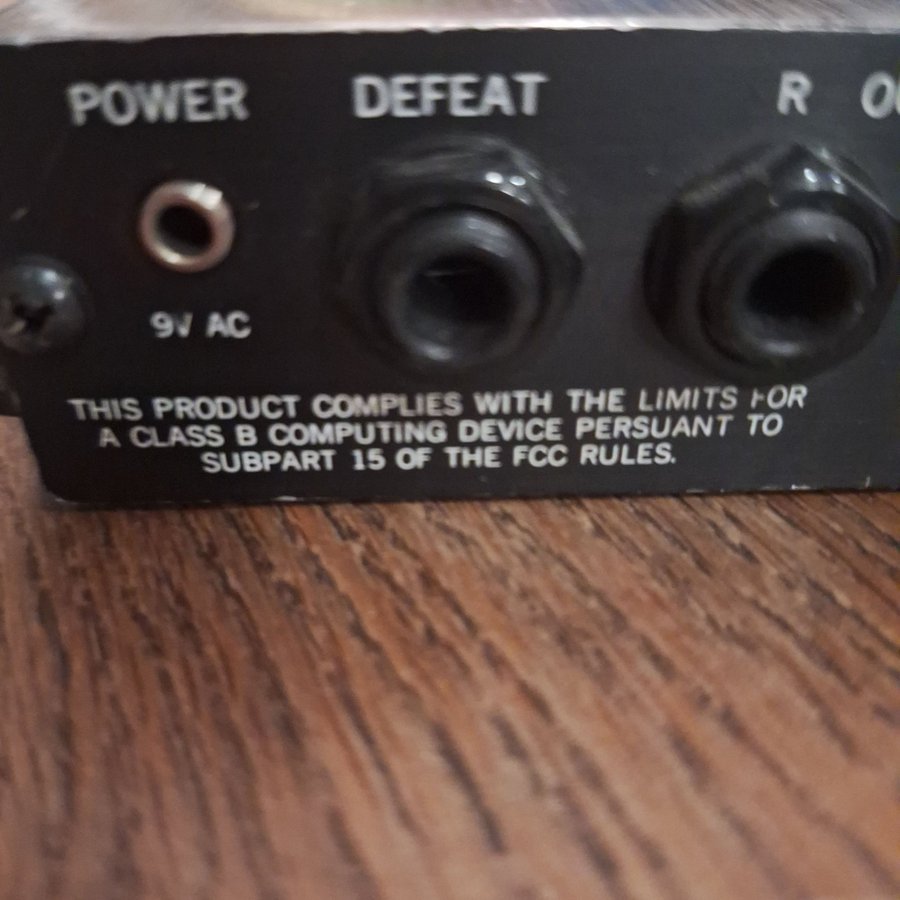 POWER DEFEAT R
9V AC
THIS PRODUCT COMPLIES WITH THE LIMITS FOR
A CLASS B COMPUTING DEVICE PERSUANT TO
SUBPART 15 OF THE FCC RULES.